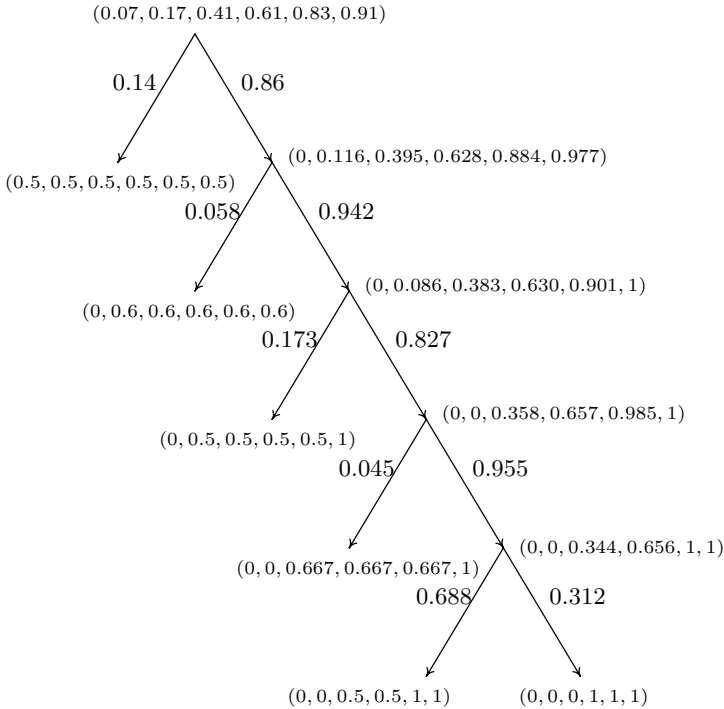 (0.07, 0.17, 0.41, 0.61, 0.83, 0.91)
0.14
0.86
(0, 0.116, 0.395, 0.628, 0.884, 0.977)
(0.5, 0.5, 0.5, 0.5, 0.5, 0.5)
0.058
0.942
(0, 0.086, 0.383, 0.630, 0.901, 1)
(0, 0.6, 0.6, 0.6, 0.6, 0.6)
0.173
0.827
(0, 0, 0.358, 0.657, 0.985, 1)
(0, 0.5, 0.5, 0.5, 0.5, 1)
0.045
0.955
(0, 0, 0.344, 0.656, 1, 1)
(0, 0, 0.667, 0.667, 0.667, 1)
0.688
0.312
(0, 0, 0.5, 0.5, 1, 1)
(0, 0, 0, 1, 1, 1)